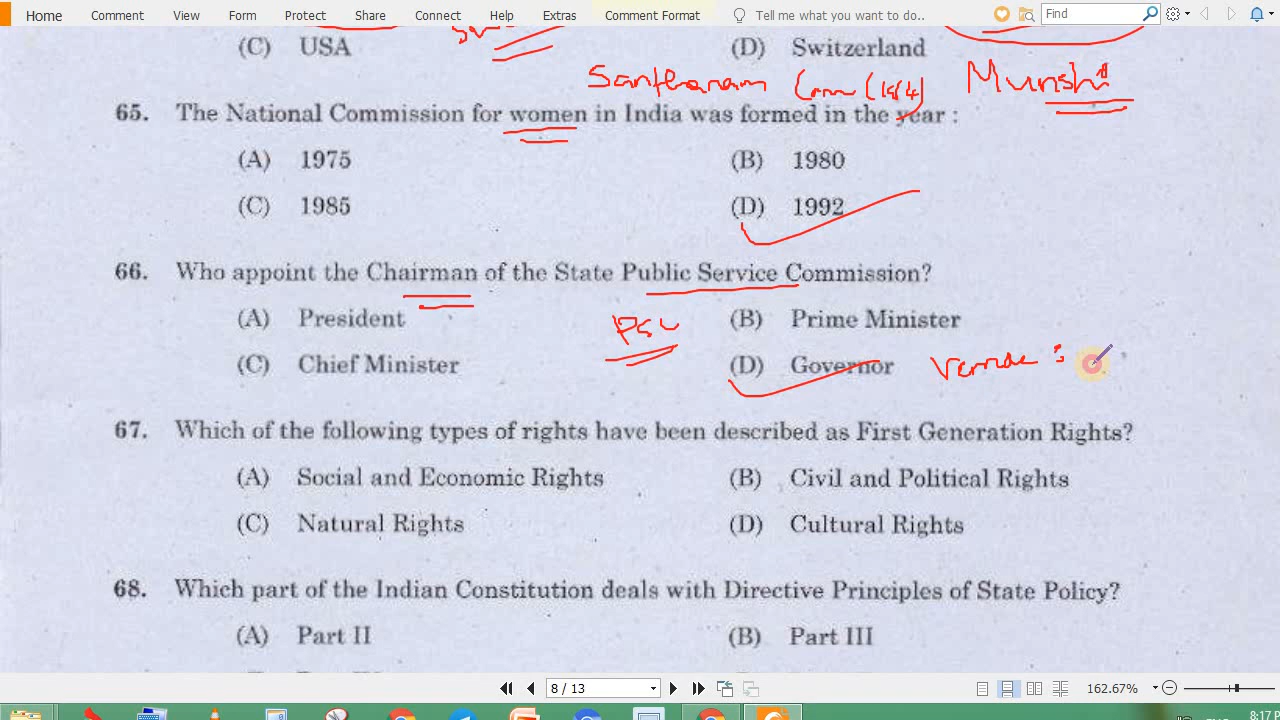 Home Comment View Form Protect Share Connect Help Extras Comment Format Tell me what you want to do.. Find
(C) USA (D) Switzerland
Santhanam Munshi
65. The National Commission for women in India was formed in the year :
(A) 1975 (B) 1980
(C) 1985 (D) 1992
66. Who appoint the Chairman of the State Public Service Commission?
(A) President (B) Prime Minister
(C) Chief Minister (D) Governor
67. Which of the following types of rights have been described as First Generation Rights?
(A) Social and Economic Rights (B) Civil and Political Rights
(C) Natural Rights (D) Cultural Rights
68. Which part of the Indian Constitution deals with Directive Principles of State Policy?
(A) Part II (B) Part III
8 / 13 162.67%
8:17 P